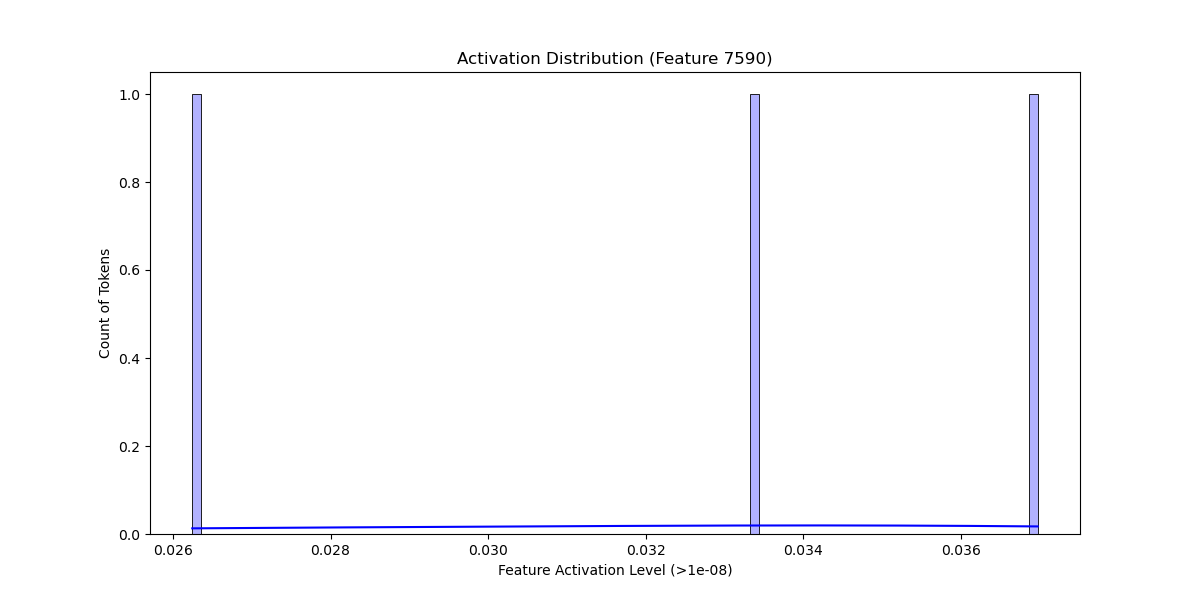 Activation Distribution (Feature 7590)
1.0
0.8
0.6
0.4
0.2
0.0
Count of Tokens
0.026 0.028 0.030 0.032 0.034 0.036
Feature Activation Level (>1e-08)